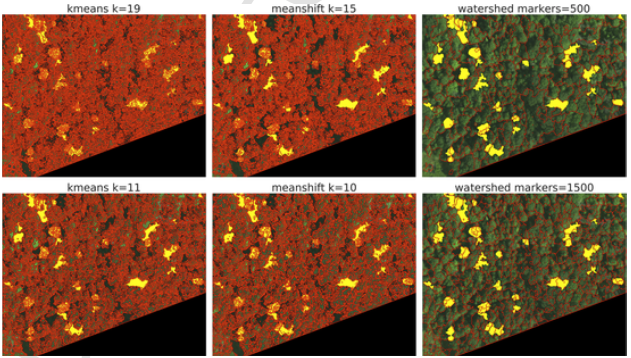 kmeans k=19
meanshift k=15
watershed markers=500
kmeans k=11
meanshift k=10
watershed markers=1500